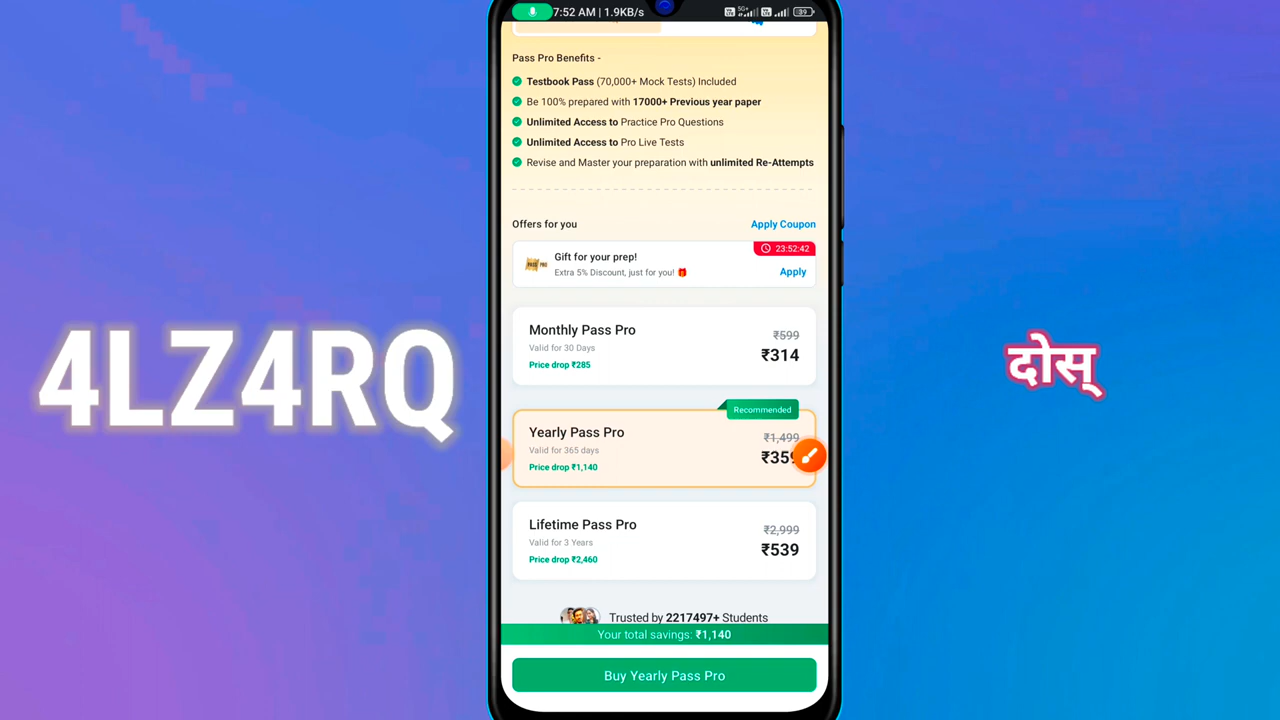 7:52 AM | 1.9KB/s
5G+
39
Pass Pro Benefits -
Testbook Pass (70,000+ Mock Tests) Included
Be 100% prepared with 17000+ Previous year paper
Unlimited Access to Practice Pro Questions
Unlimited Access to Pro Live Tests
Revise and Master your preparation with unlimited Re-Attempts
Offers for you
Apply Coupon
23:52:42
PASS PRO
Gift for your prep!
Extra 5% Discount, just for you!
Apply
Monthly Pass Pro
₹599
Valid for 30 Days
₹314
Price drop ₹285
Recommended
Yearly Pass Pro
₹1,499
Valid for 365 days
₹359
Price drop ₹1,140
Lifetime Pass Pro
₹2,999
Valid for 3 Years
₹539
Price drop ₹2,460
Trusted by 2217497+ Students
Your total savings: ₹1,140
Buy Yearly Pass Pro
4LZ4RQ
दोस्